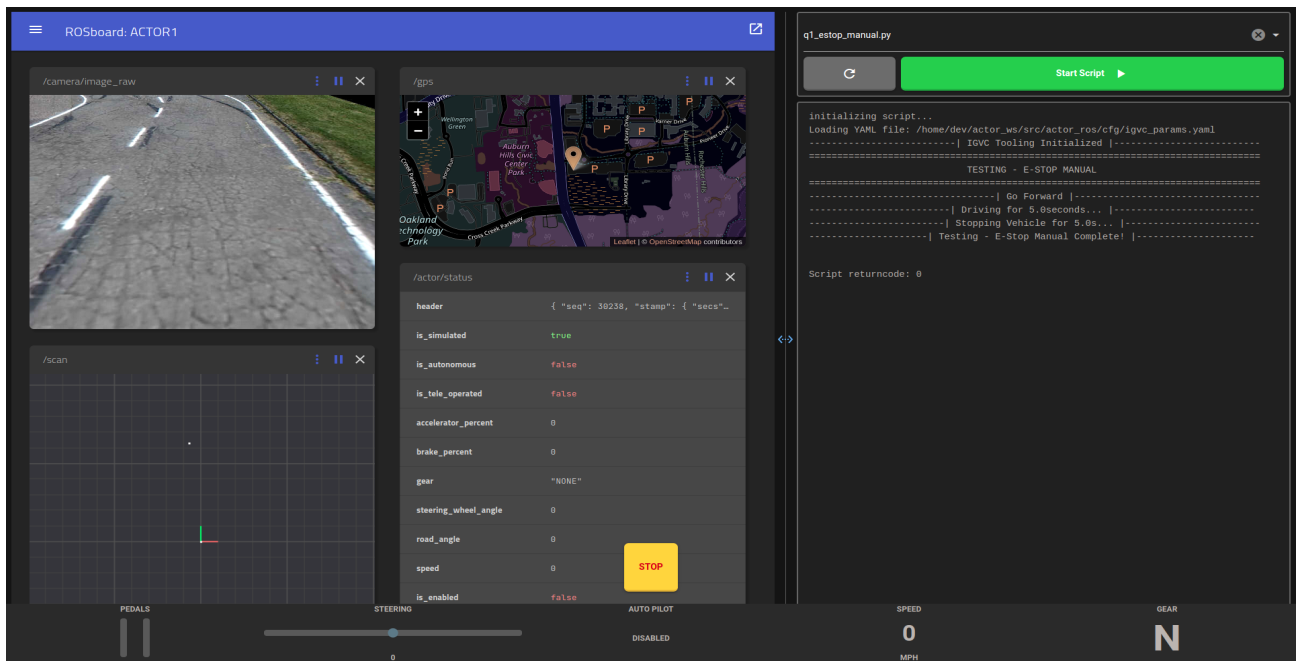 ROSboard: ACTOR1
/camera/image_raw
/gps
+
−
Wellington
Green
Auburn
Hills Civic
Center
Park
P
P
P
P
P
P
P
P
Library Drive
Pioneer Drive
Cross Creek Parkway
Oakland
echnology
Park
Leaflet | © OpenStreetMap contributors
/scan
/actor/status
header { "seq": 30238, "stamp": { "secs"…
is_simulated true
is_autonomous false
is_tele_operated false
accelerator_percent 0
brake_percent 0
gear "NONE"
steering_wheel_angle 0
road_angle 0
speed 0
is_enabled false
STOP
q1_estop_manual.py
Start Script
initializing script...
Loading YAML file: /home/dev/actor_ws/src/actor_ros/cfg/igvc_params.yaml
| IGVC Tooling Initialized |
TESTING - E-STOP MANUAL
| Go Forward |
| Driving for 5.0seconds... |
| Stopping Vehicle for 5.0s... |
| Testing - E-Stop Manual Complete! |
Script returncode: 0
PEDALS
STEERING
0
AUTO PILOT
DISABLED
SPEED
0
MPH
GEAR
N